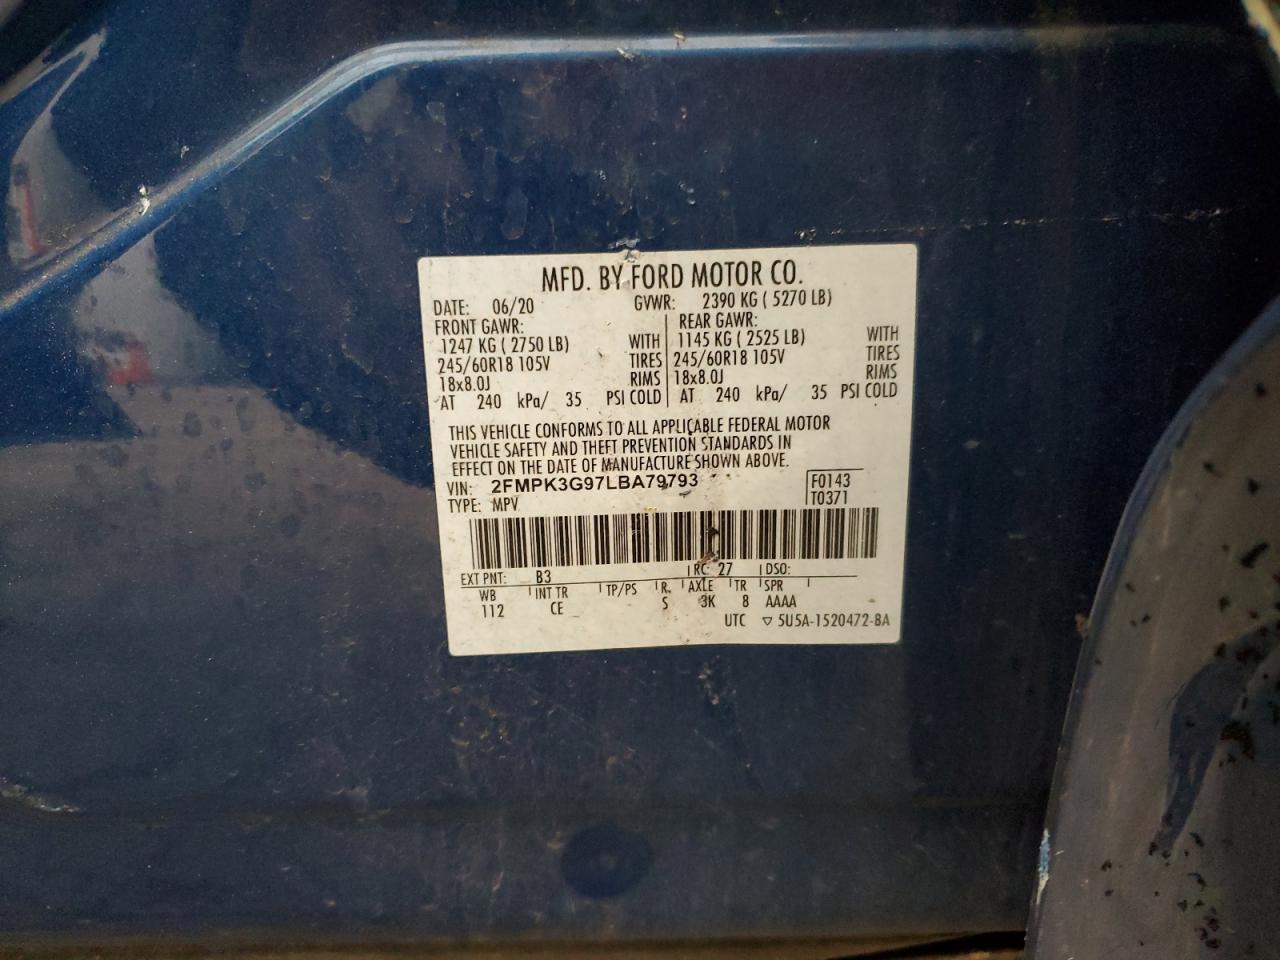 MFD. BY FORD MOTOR CO.
DATE: 06/20 GVWR: 2390 KG ( 5270 LB)
FRONT GAWR: REAR GAWR:
1247 KG ( 2750 LB) WITH 1145 KG ( 2525 LB) WITH
245/60R18 105V TIRES 245/60R18 105V TIRES
18x8.0J RIMS 18x8.0J RIMS
AT 240 kPa/ 35 PSI COLD AT 240 kPa/ 35 PSI COLD
THIS VEHICLE CONFORMS TO ALL APPLICABLE FEDERAL MOTOR
VEHICLE SAFETY AND THEFT PREVENTION STANDARDS IN
EFFECT ON THE DATE OF MANUFACTURE SHOWN ABOVE.
VIN: 2FMPK3G97LBA79793 F0143
TYPE: MPV T0371
EXT PNT: B3 RC: 27 DSO:
WB INT TR TP/PS R. AXLE TR SPR
112 CE S 3K 8 AAAA
UTC ▽ 5U5A-1520472-BA